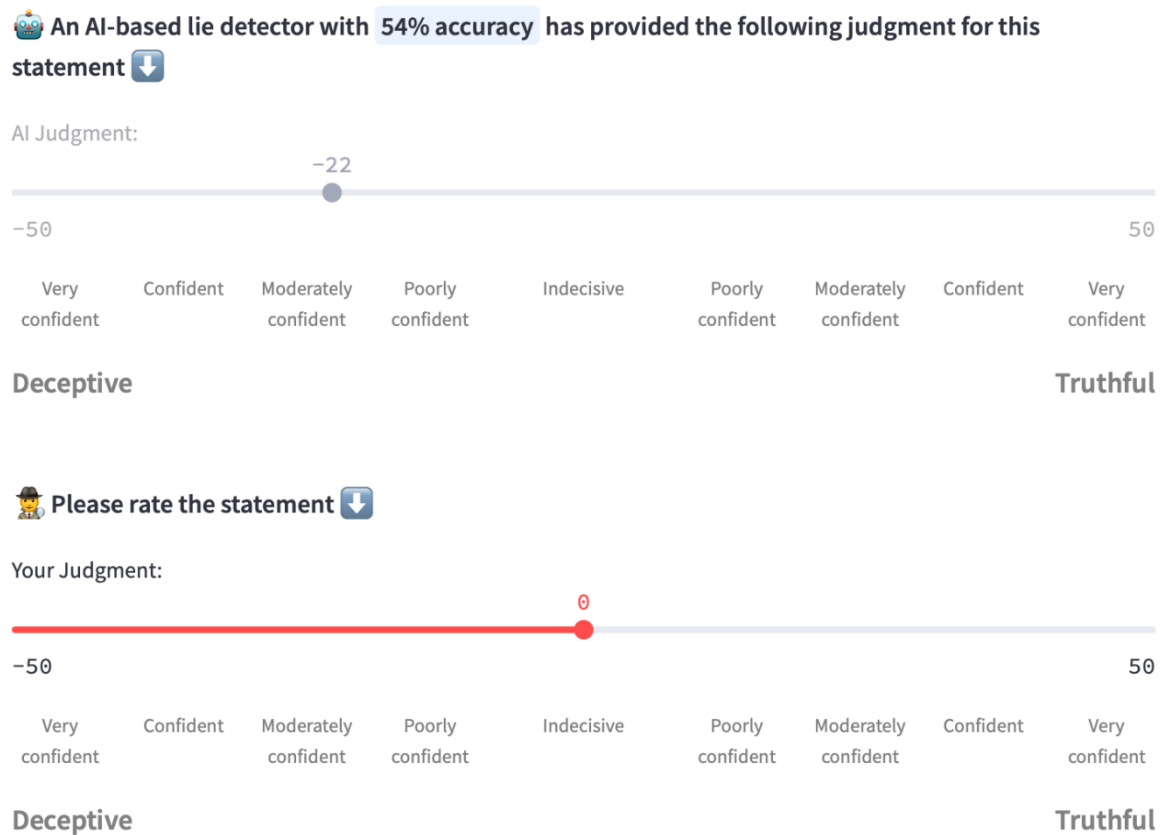 🤖 An AI-based lie detector with 54% accuracy has provided the following judgment for this
statement ⬇️
AI Judgment:
−22
−50 50
Very Confident Moderately Poorly Indecisive Poorly Moderately Confident Very
confident confident confident confident confident confident
Deceptive Truthful
🕵️ Please rate the statement ⬇️
Your Judgment:
0
−50 50
Very Confident Moderately Poorly Indecisive Poorly Moderately Confident Very
confident confident confident confident confident confident
Deceptive Truthful